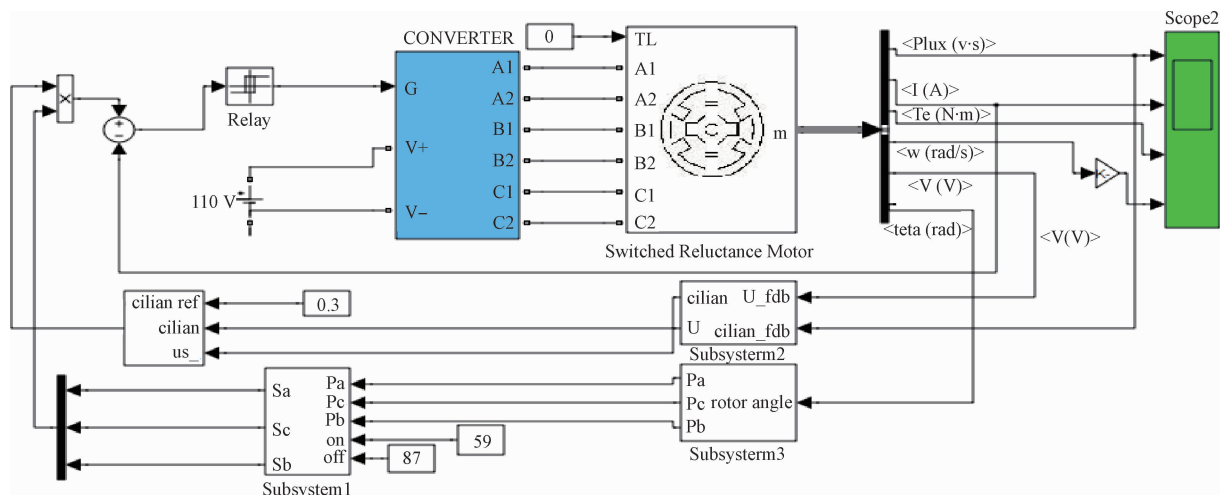 Scope2
CONVERTER
0
TL
<Plux (v·s)>
A1
A1
G
<I (A)>
A2
A2
Relay
<Te (N·m)>
B1
B1
m
V+
<w (rad/s)>
B2
B2
<V (V)>
110 V
C1
C1
V−
C2
C2
<teta (rad)>
<V(V)>
Switched Reluctance Motor
cilian ref
0.3
cilian
U_fdb
cilian
U
cilian_fdb
us_
Subsysterm2
Sa
Pa
Pa
Pc
Pc
rotor angle
Sc
Pb
Pb
on
59
off
87
Sb
Subsysterm3
Subsystem1